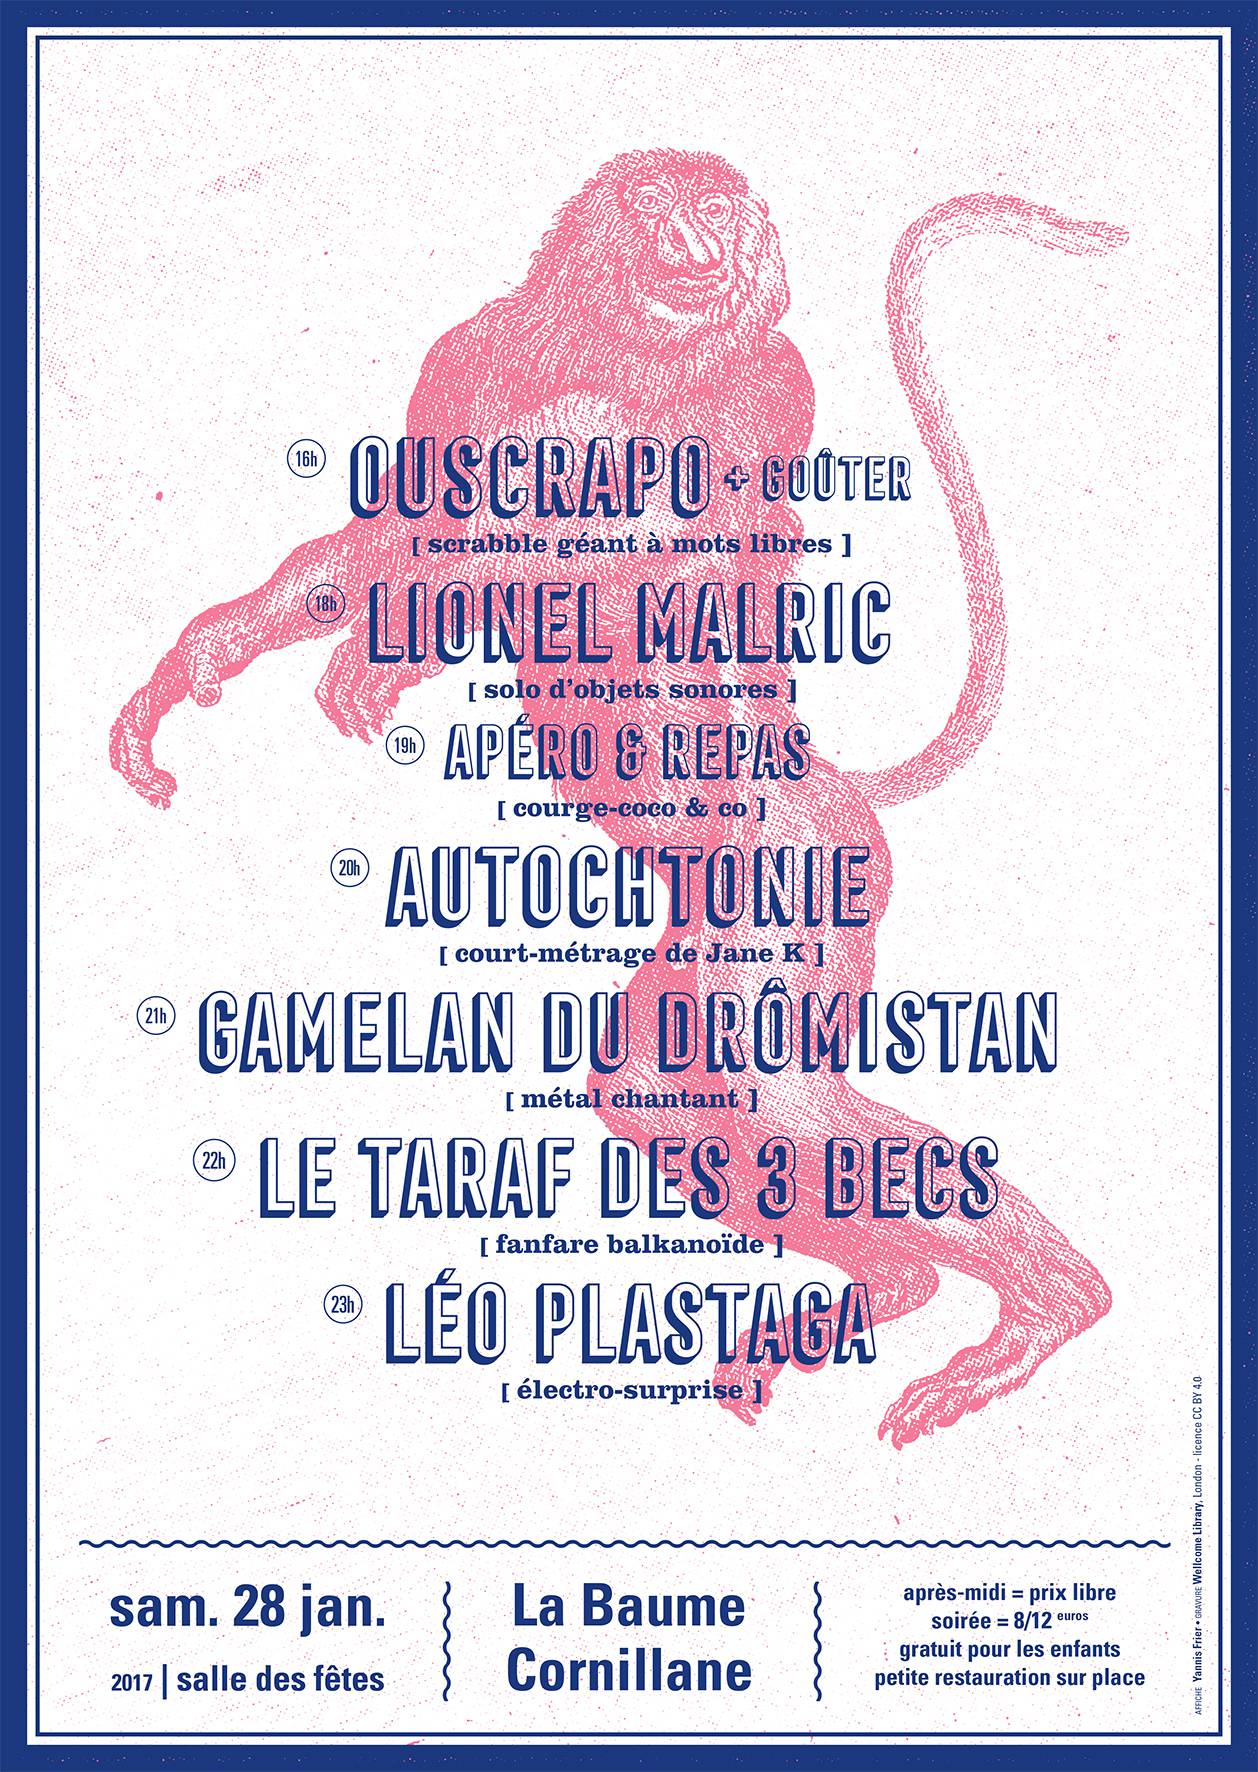 16h OUSCRAPO + GOÛTER
[ scrabble géant à mots libres ]
18h LIONEL MALRIC
[ solo d'objets sonores ]
19h APÉRO & REPAS
[ courge-coco & co ]
20h AUTOCHTONIE
[ court-métrage de Jane K ]
21h GAMELAN DU DRÔMISTAN
[ métal chantant ]
22h LE TARAF DES 3 BECS
[ fanfare balkanoïde ]
23h LÉO PLASTAGA
[ électro-surprise ]
sam. 28 jan.
2017 | salle des fêtes
La Baume
Cornillane
après-midi = prix libre
soirée = 8/12 euros
gratuit pour les enfants
petite restauration sur place
AFFICHE Yannis Frier • GRAVURE Wellcome Library, London - licence CC BY 4.0